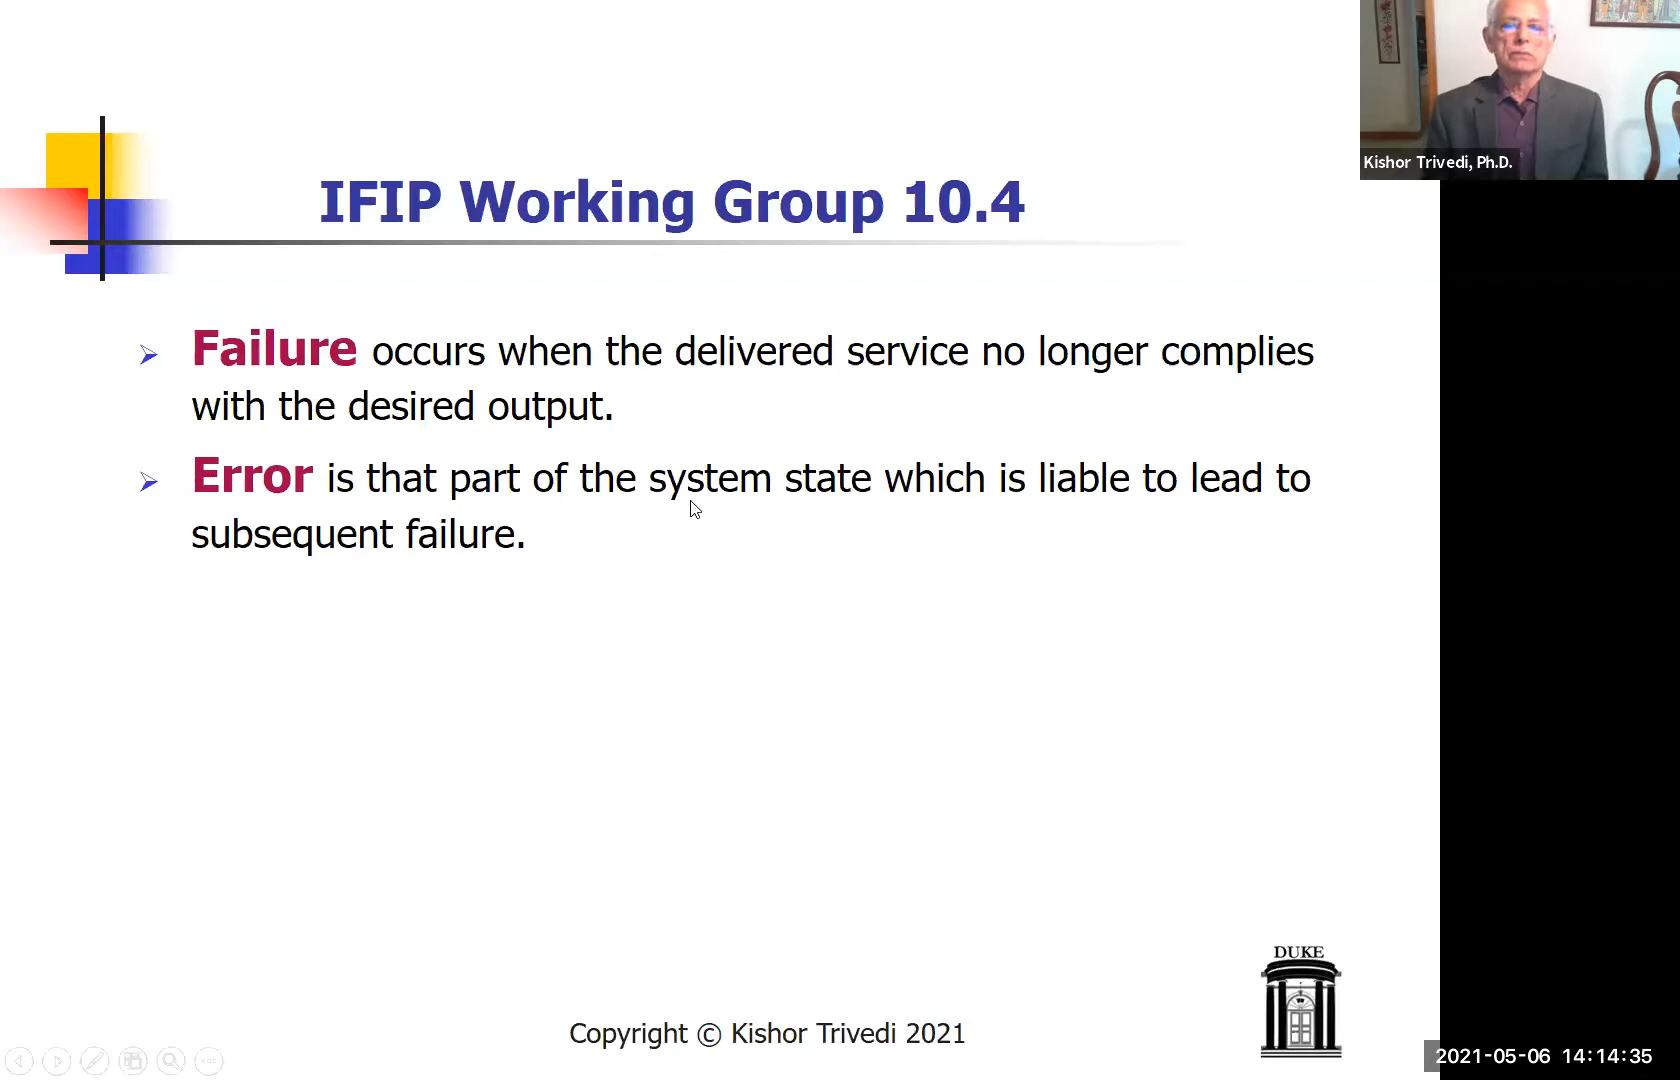 Kishor Trivedi, Ph.D.
IFIP Working Group 10.4
Failure occurs when the delivered service no longer complies
with the desired output.
Error is that part of the system state which is liable to lead to
subsequent failure.
DUKE
Copyright © Kishor Trivedi 2021
2021-05-06 14:14:35